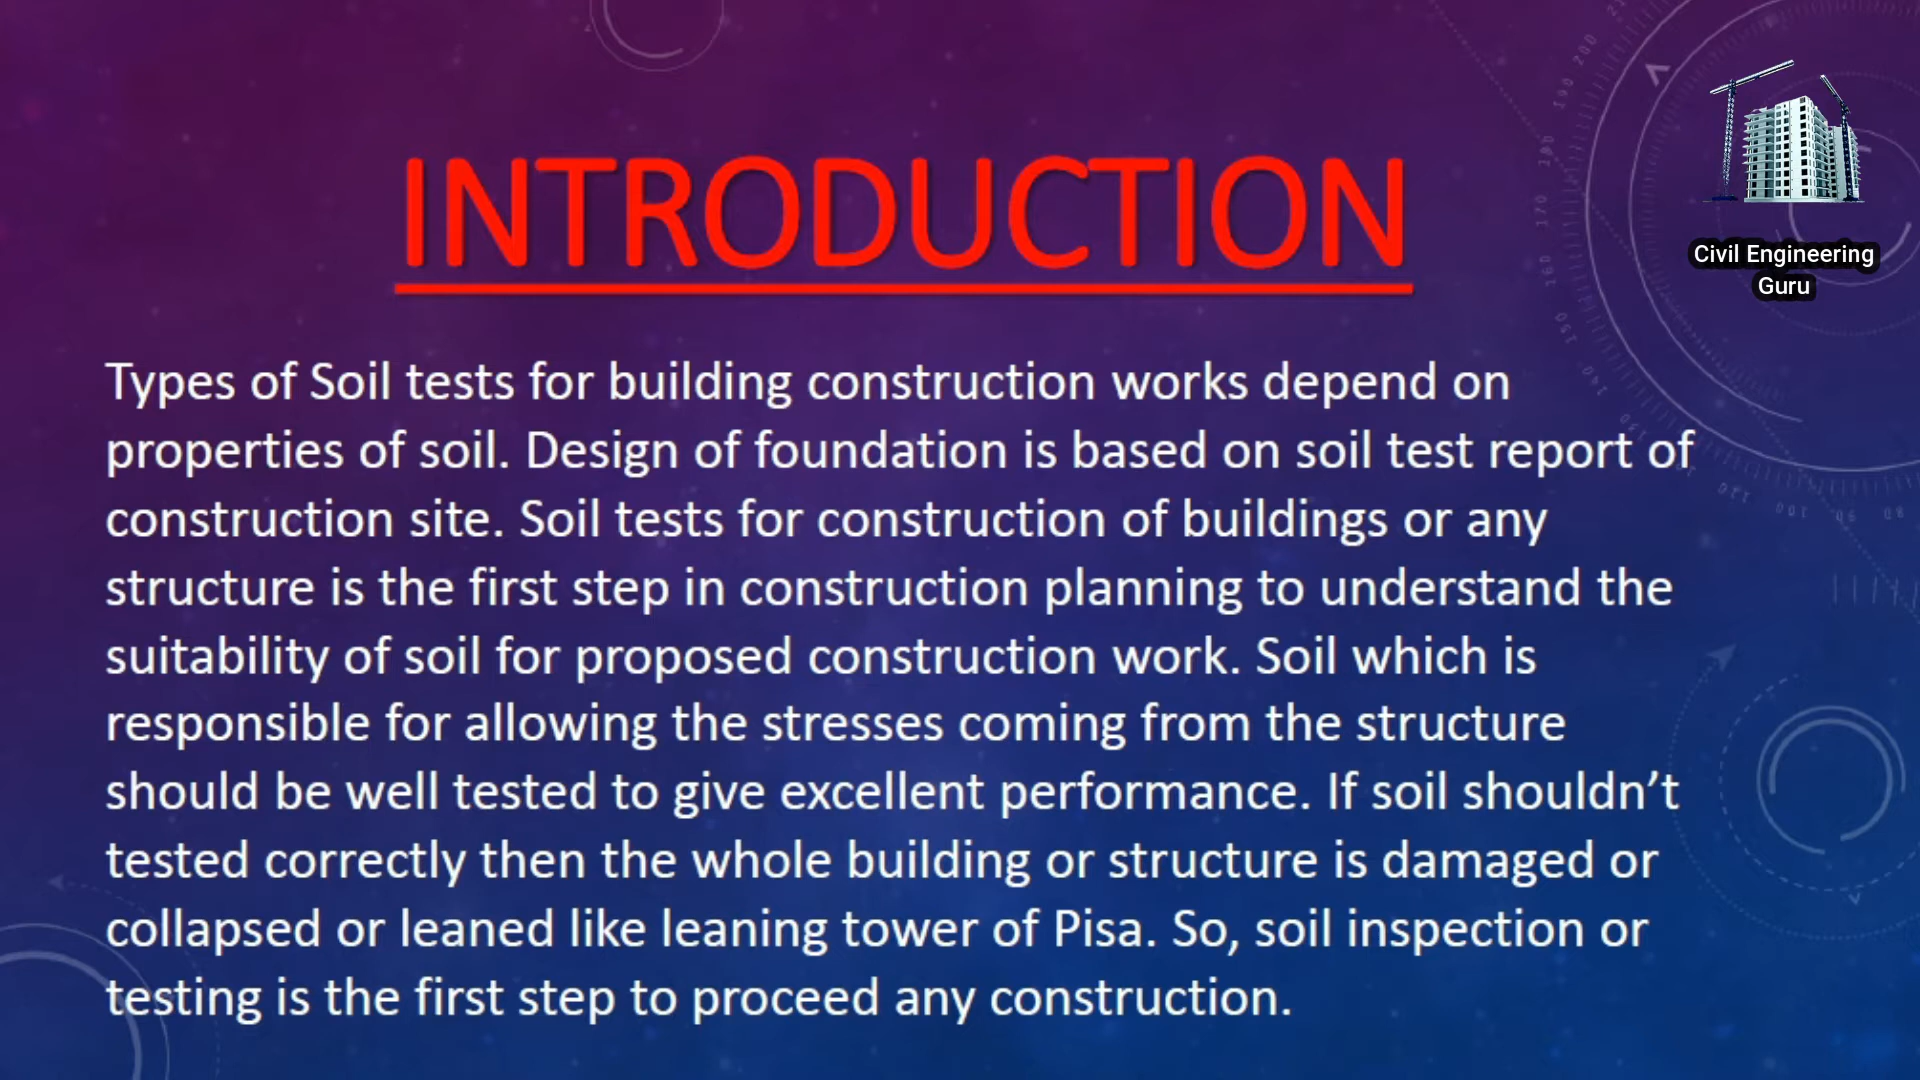 INTRODUCTION
Civil Engineering
Guru
Types of Soil tests for building construction works depend on
properties of soil. Design of foundation is based on soil test report of
construction site. Soil tests for construction of buildings or any
structure is the first step in construction planning to understand the
suitability of soil for proposed construction work. Soil which is
responsible for allowing the stresses coming from the structure
should be well tested to give excellent performance. If soil shouldn’t
tested correctly then the whole building or structure is damaged or
collapsed or leaned like leaning tower of Pisa. So, soil inspection or
testing is the first step to proceed any construction.